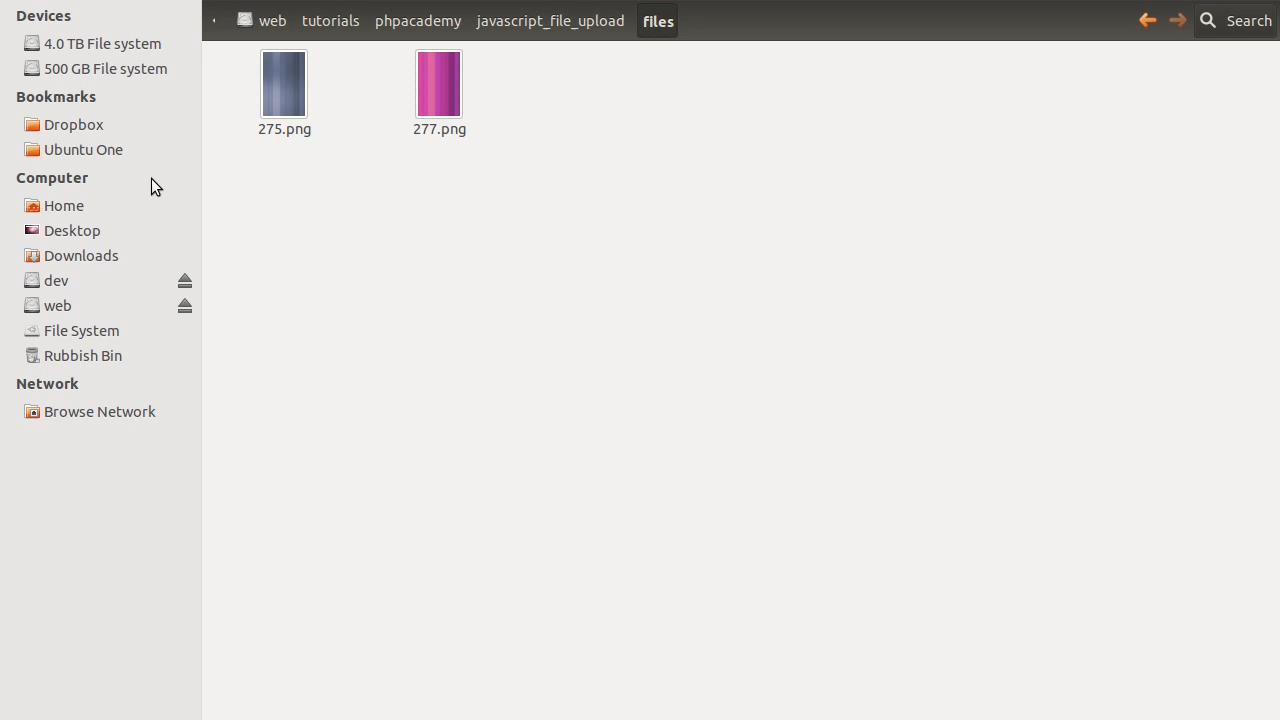 Devices
4.0 TB File system
500 GB File system
Bookmarks
Dropbox
Ubuntu One
Computer
Home
Desktop
Downloads
dev
web
File System
Rubbish Bin
Network
Browse Network
web tutorials phpacademy javascript_file_upload files Search
275.png 277.png